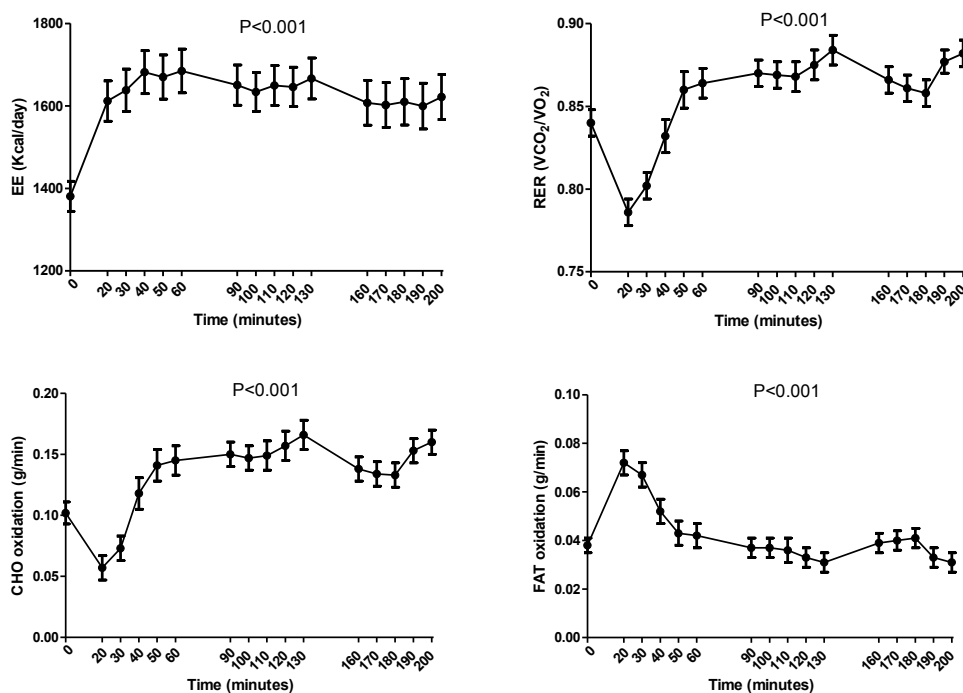 P<0.001
EE (Kcal/day)
1800
1600
1400
1200
0 20 30 40 50 60 90 100 110 120 130 160 170 180 190 200
Time (minutes)
P<0.001
RER (VCO₂/VO₂)
0.90
0.85
0.80
0.75
0 20 30 40 50 60 90 100 110 120 130 160 170 180 190 200
Time (minutes)
P<0.001
CHO oxidation (g/min)
0.20
0.15
0.10
0.05
0.00
0 20 30 40 50 60 90 100 110 120 130 160 170 180 190 200
Time (minutes)
P<0.001
FAT oxidation (g/min)
0.10
0.08
0.06
0.04
0.02
0.00
0 20 30 40 50 60 90 100 110 120 130 160 170 180 190 200
Time (minutes)